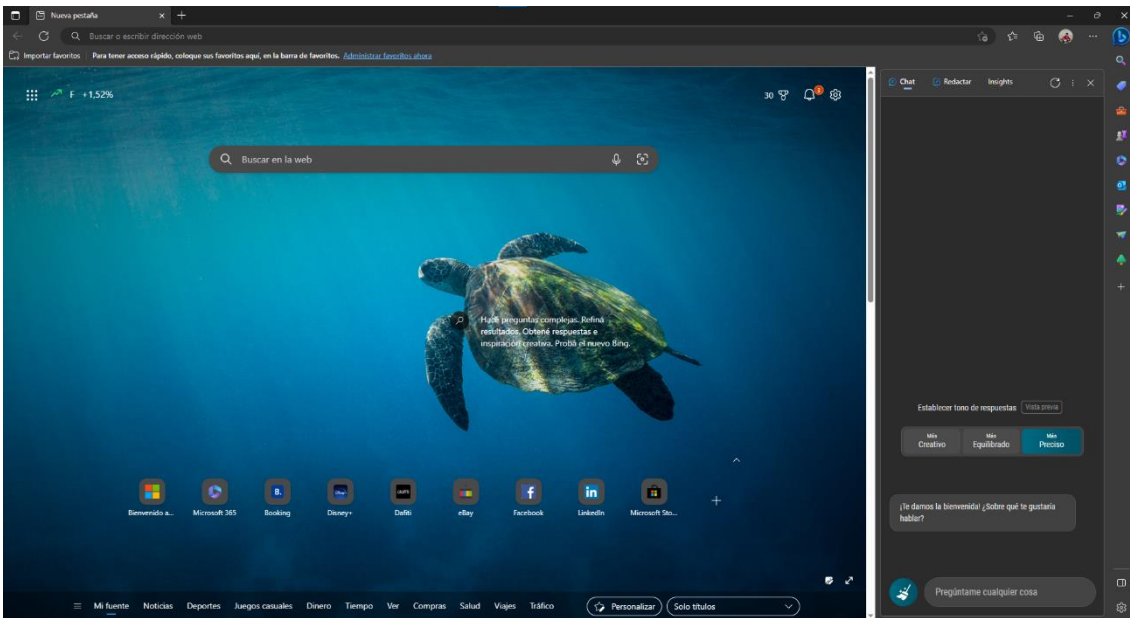 Nueva pestaña
Buscar o escribir dirección web
Importar favoritos
Para tener acceso rápido, coloque sus favoritos aquí, en la barra de favoritos. Administrar favoritos ahora
F +1,52%
30
2
Buscar en la web
Hacé preguntas complejas. Refiná
resultados. Obtené respuestas e
inspiración creativa. Probá el nuevo Bing.
Bienvenido a...
Microsoft 365
B.
Booking
Disney+
Dafiti
eBay
Facebook
in
LinkedIn
Microsoft Sto...
Mi fuente Noticias Deportes Juegos casuales Dinero Tiempo Ver Compras Salud Viajes Tráfico
Personalizar
Solo títulos
Chat Redactar Insights
Establecer tono de respuestas Vista previa
Más
Creativo
Más
Equilibrado
Más
Preciso
¡Te damos la bienvenida! ¿Sobre qué te gustaría
hablar?
Pregúntame cualquier cosa